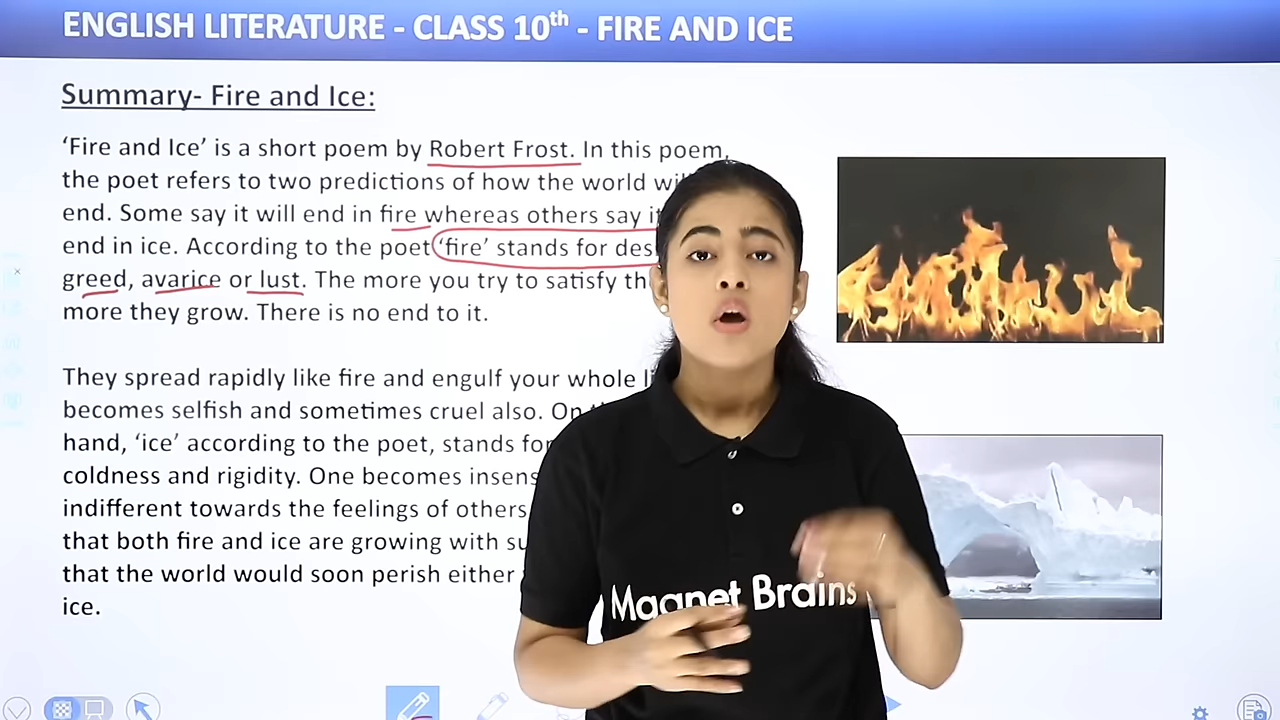 ENGLISH LITERATURE - CLASS 10th - FIRE AND ICE
Summary- Fire and Ice:
‘Fire and Ice’ is a short poem by Robert Frost. In this poem,
the poet refers to two predictions of how the world
end. Some say it will end in fire whereas others say
end in ice. According to the poet ‘fire’ stands for
greed, avarice or lust. The more you try to satisfy
more they grow. There is no end to it.
They spread rapidly like fire and engulf your whole
becomes selfish and sometimes cruel also. On
hand, ‘ice’ according to the poet, stands for
coldness and rigidity. One becomes
indifferent towards the feelings of others
that both fire and ice are growing with
that the world would soon perish either
ice.
Magnet Brains